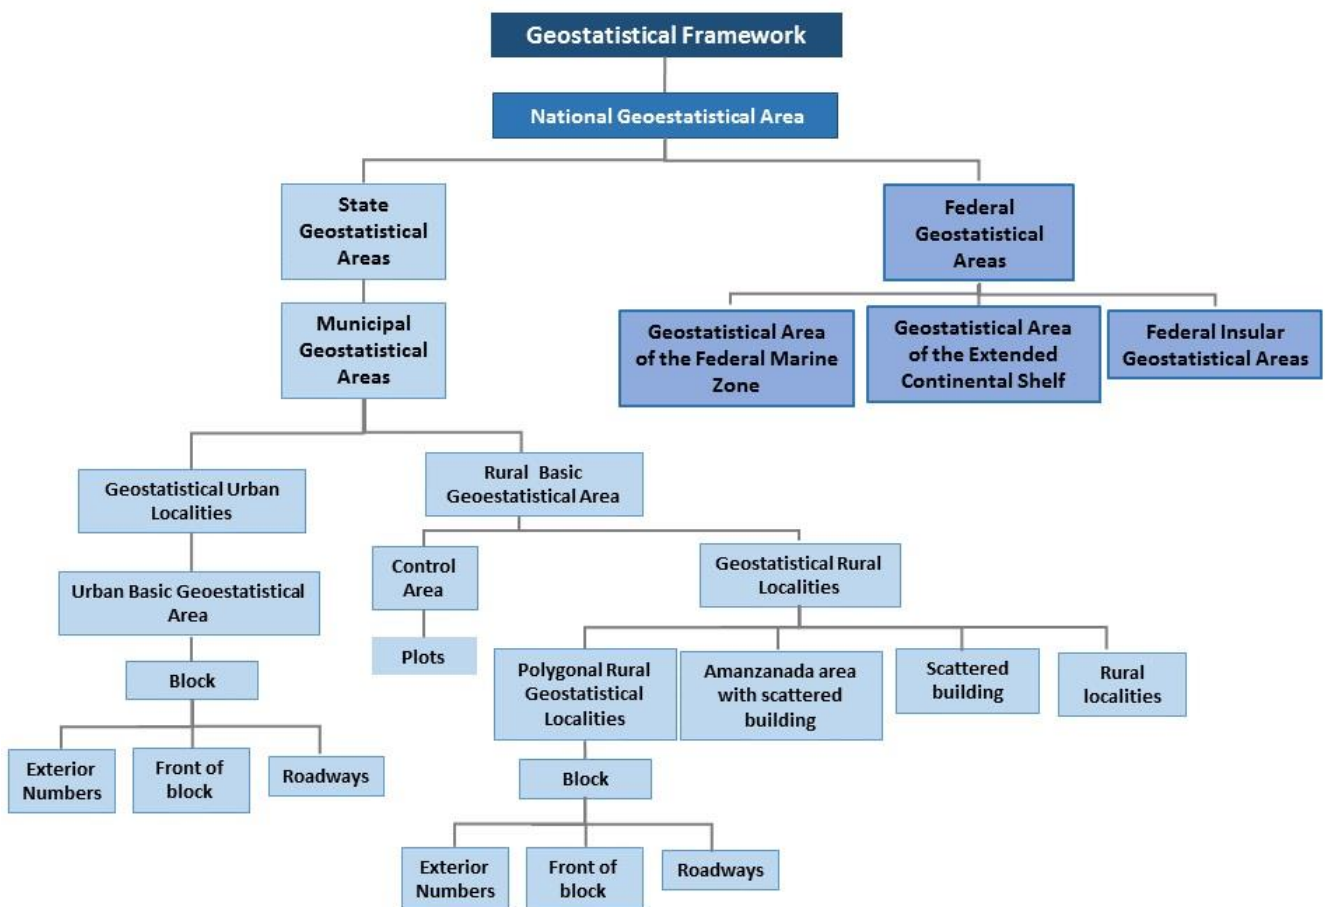 Geostatistical Framework
National Geoestatistical Area
State
Geostatistical
Areas
Federal
Geostatistical
Areas
Municipal
Geostatistical
Areas
Geostatistical Area
of the Federal Marine
Zone
Geostatistical Area
of the Extended
Continental Shelf
Federal Insular
Geostatistical Areas
Geostatistical Urban
Localities
Rural Basic
Geoestatistical Area
Urban Basic Geoestatistical
Area
Control
Area
Geostatistical Rural
Localities
Plots
Block
Polygonal Rural
Geostatistical
Localities
Amanzanada area
with scattered
building
Scattered
building
Rural
localities
Exterior
Numbers
Front of
block
Roadways
Block
Exterior
Numbers
Front of
block
Roadways